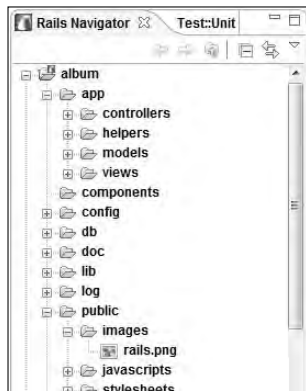 Rails Navigator Test::Unit
album
app
controllers
helpers
models
views
components
config
db
doc
lib
log
public
images
rails.png
javascripts
stylesheets